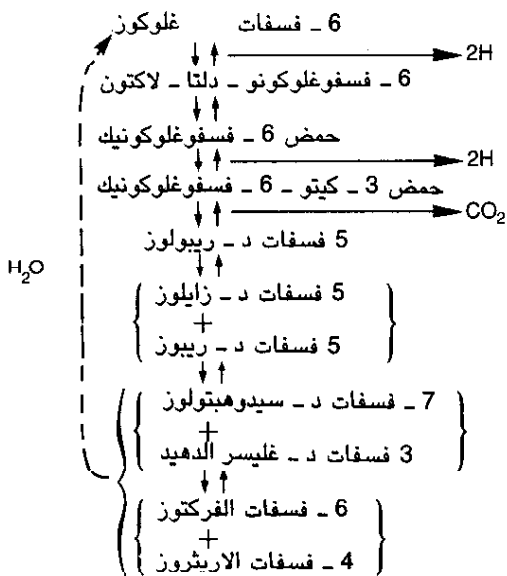 غلوكوز 6 ـ فسفات
2H
6 ـ فسفوغلوكونو ـ دلتا ـ لاكتون
حمض 6 ـ فسفوغلوكونيك
2H
حمض 3 ـ كيتو ـ 6 ـ فسفوغلوكونيك
CO₂
5 فسفات د ـ ريبولوز
H₂O
5 فسفات د ـ زايلوز
+
5 فسفات د ـ ريبوز
7 ـ فسفات د ـ سيدوهبتولوز
+
3 فسفات د ـ غليسر الدهيد
6 ـ فسفات الفركتوز
+
4 ـ فسفات الاريثروز